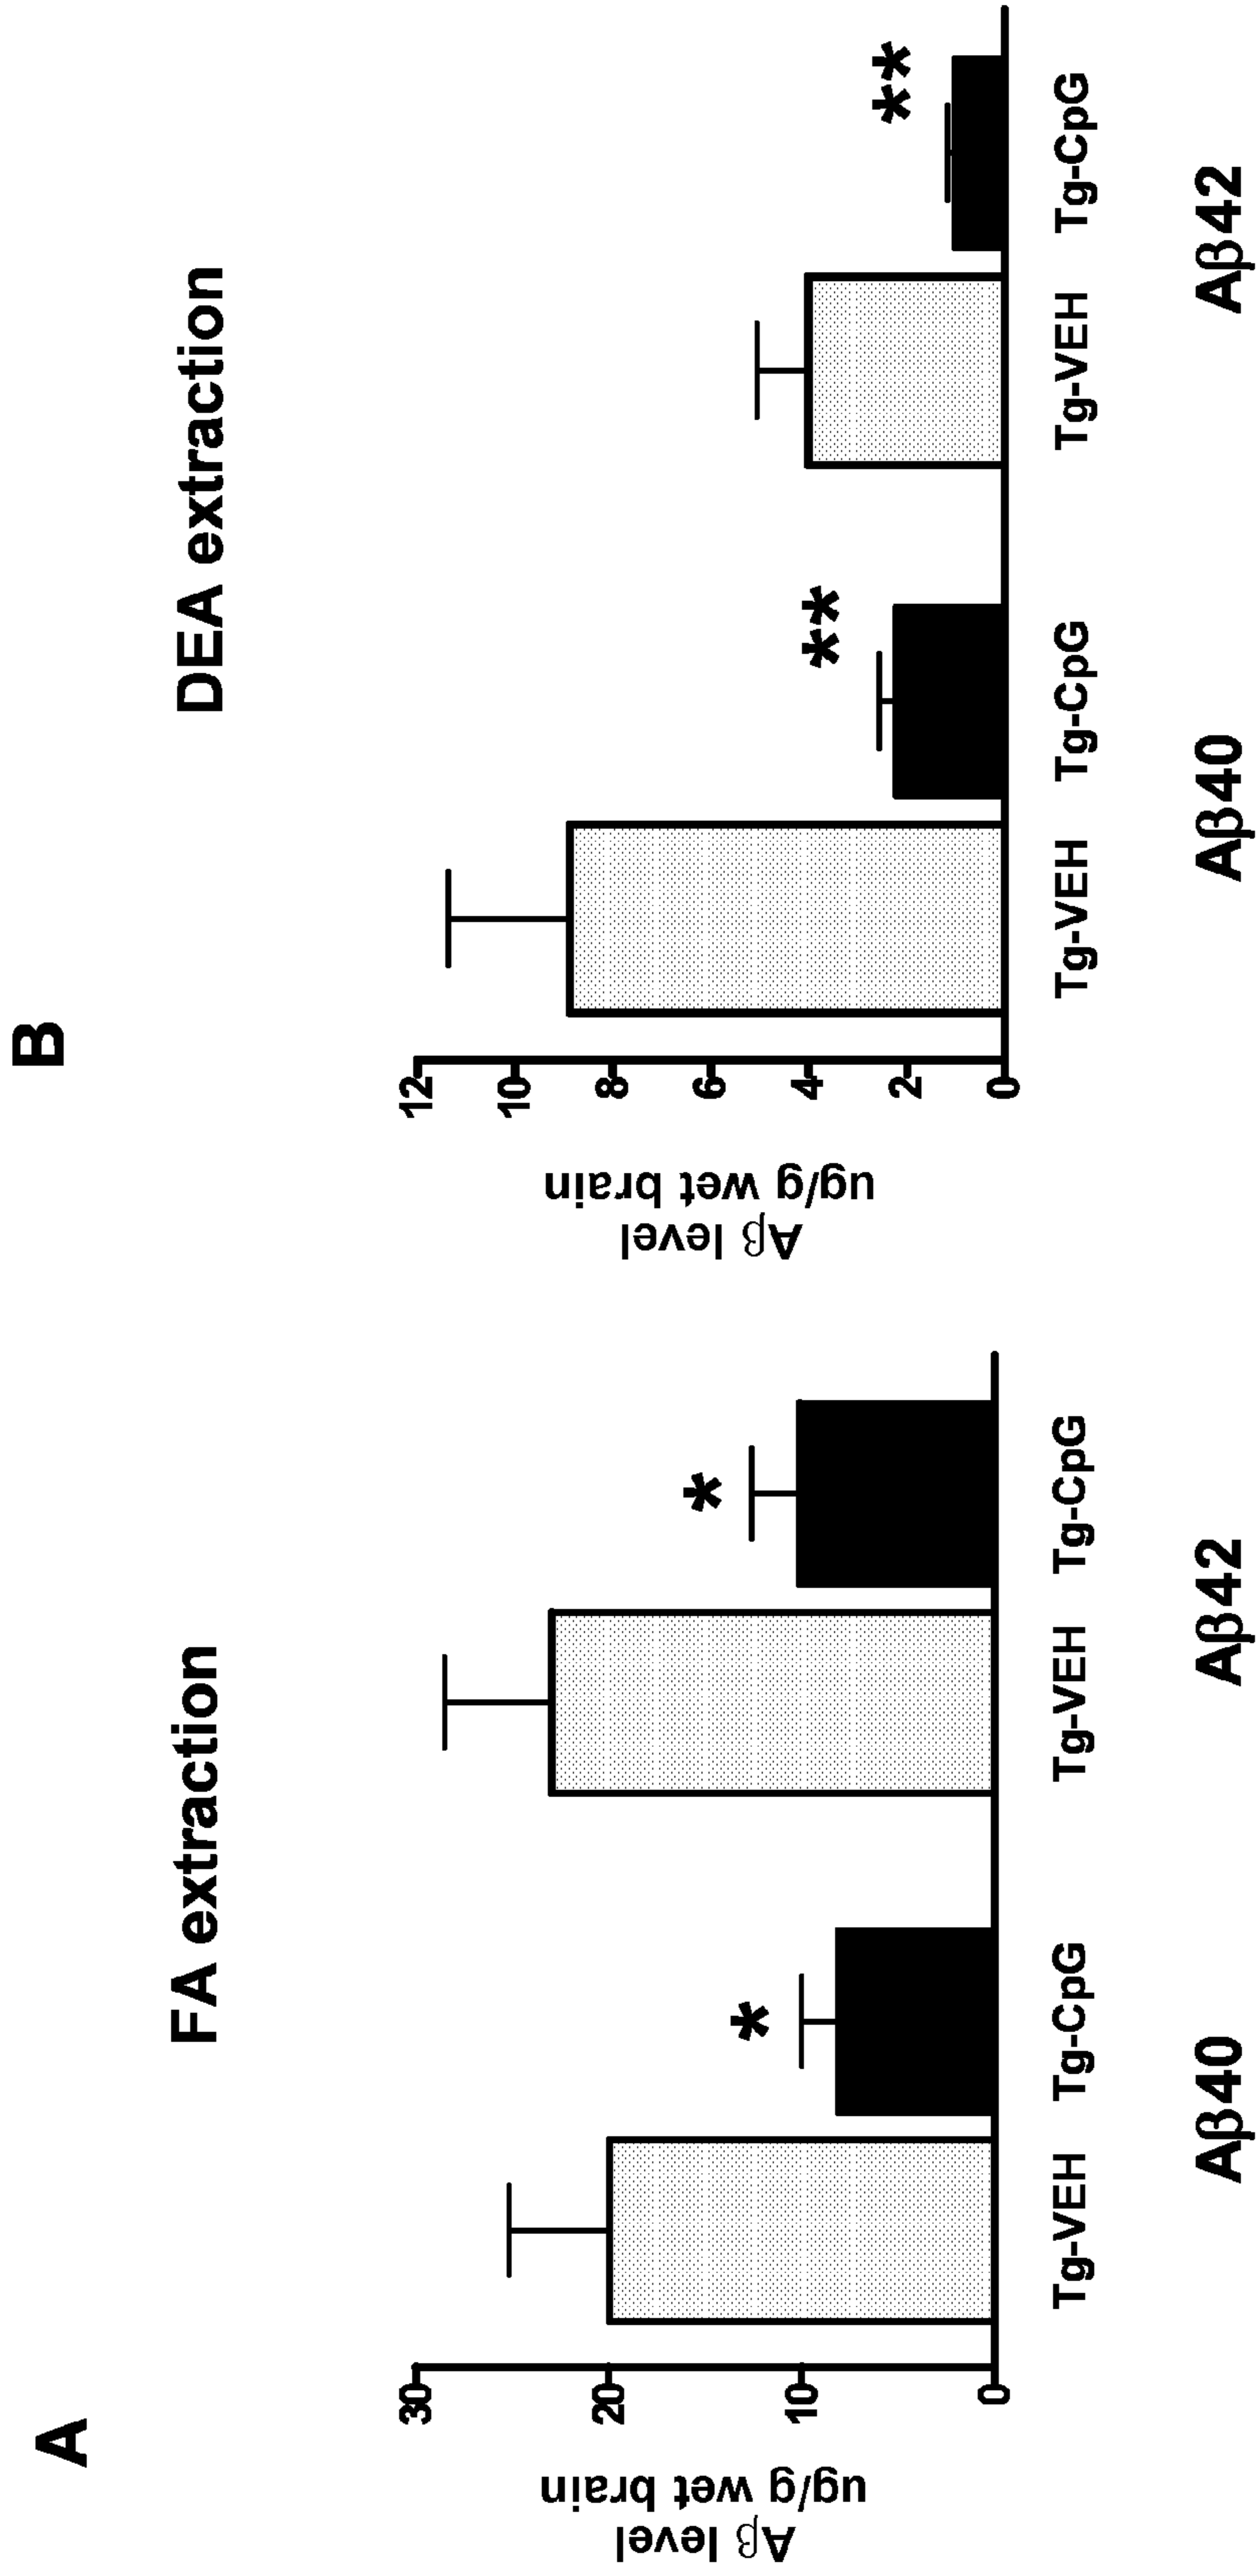 A
FA extraction
Aβ level
ug/g wet brain
30
20
10
0
*
*
Tg-VEH Tg-CpG Tg-VEH Tg-CpG
Aβ40 Aβ42
B
DEA extraction
Aβ level
ug/g wet brain
12
10
8
6
4
2
0
**
**
Tg-VEH Tg-CpG Tg-VEH Tg-CpG
Aβ40 Aβ42